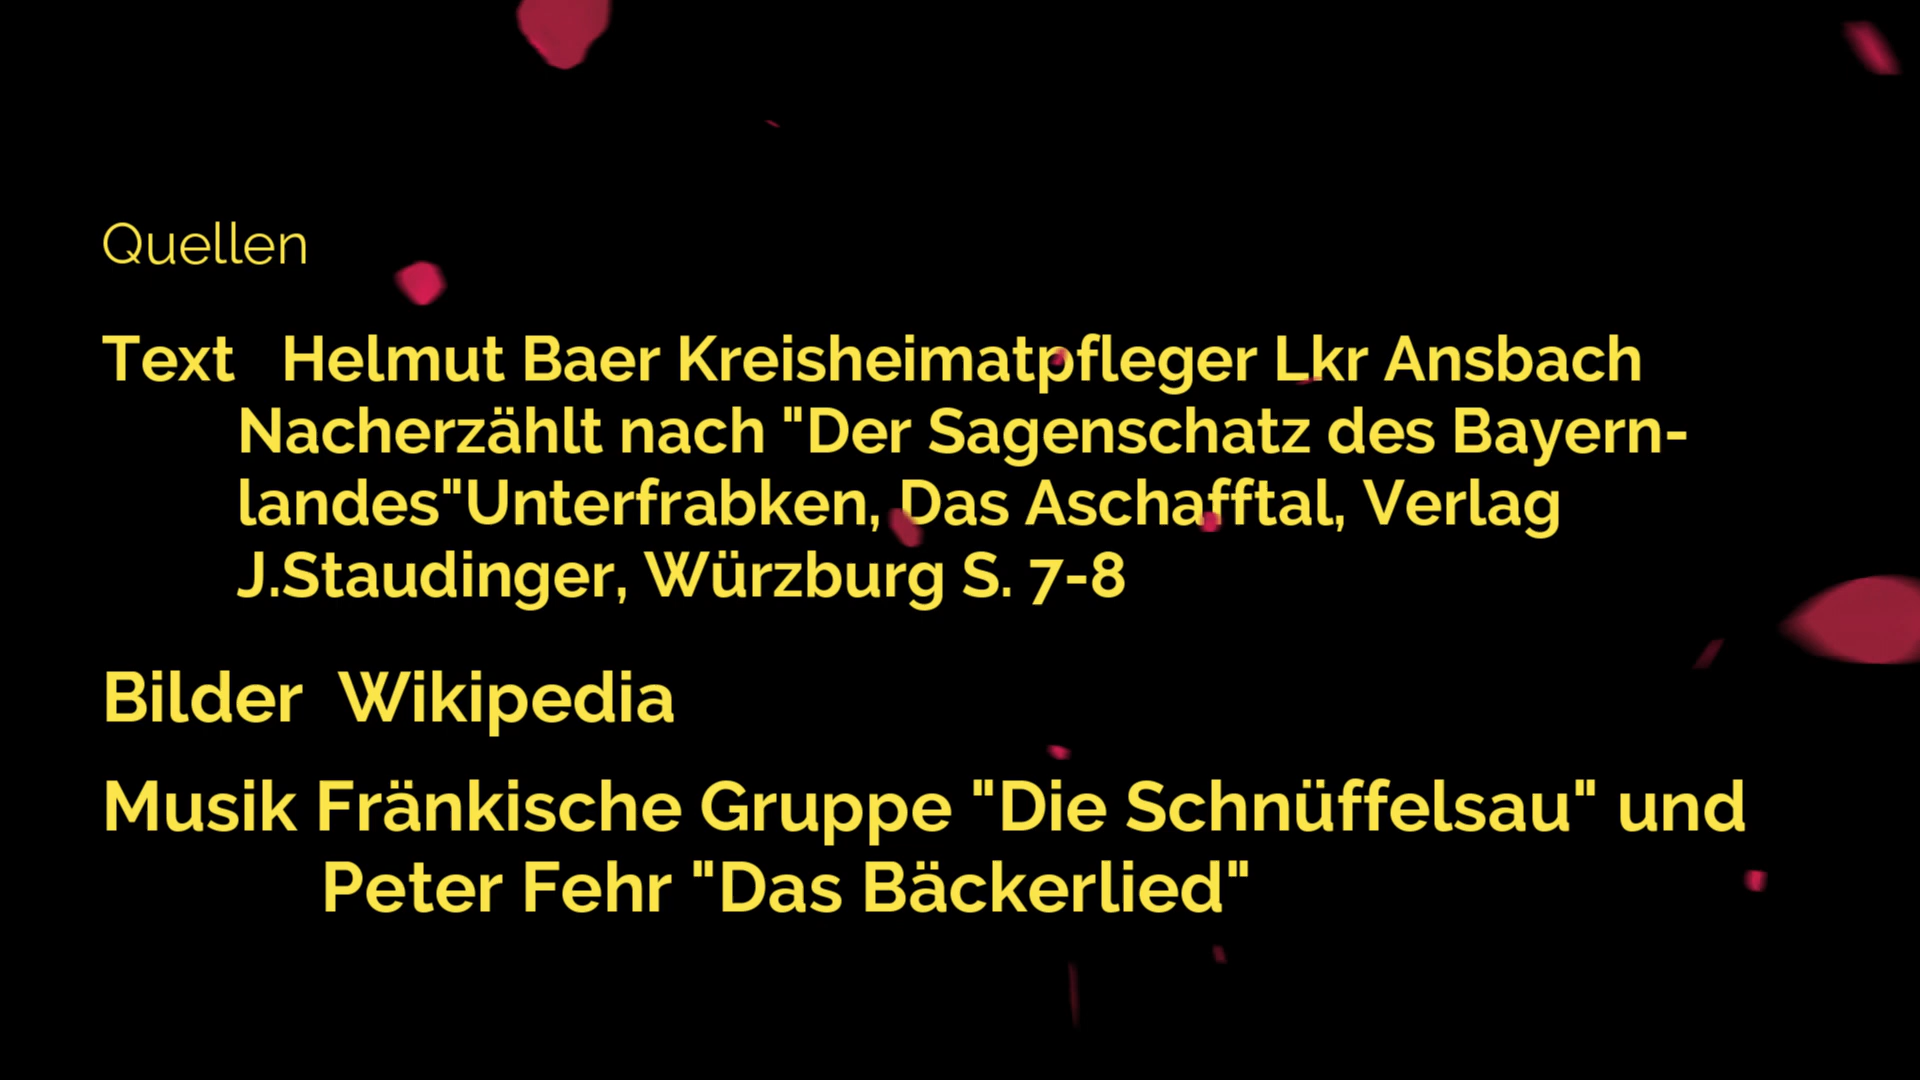 Quellen
Text Helmut Baer Kreisheimatpfleger Lkr Ansbach
Nacherzählt nach "Der Sagenschatz des Bayern-
landes"Unterfrabken, Das Aschafftal, Verlag
J.Staudinger, Würzburg S. 7-8
Bilder Wikipedia
Musik Fränkische Gruppe "Die Schnüffelsau" und
Peter Fehr "Das Bäckerlied"